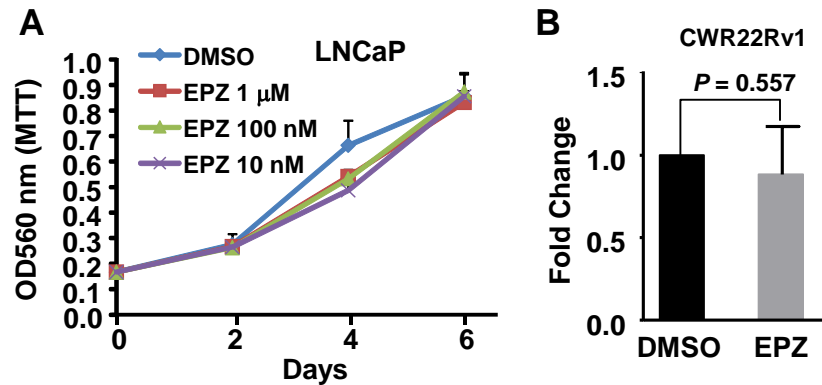 A
LNCaP
DMSO
EPZ 1 μM
EPZ 100 nM
EPZ 10 nM
OD560 nm (MTT)
1.0
0.9
0.8
0.7
0.6
0.5
0.4
0.3
0.2
0.1
0.0
0 2 4 6
Days
B
CWR22Rv1
P = 0.557
Fold Change
1.5
1.0
0.5
0.0
DMSO EPZ